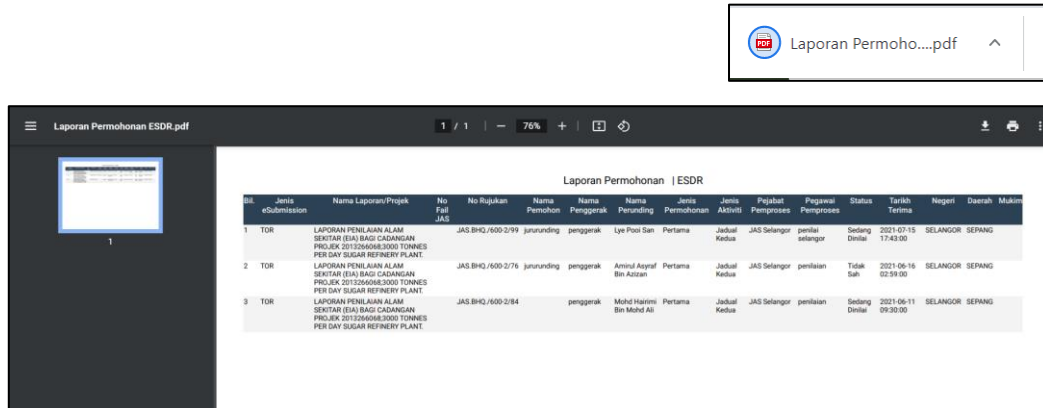 PDF Laporan Permoho....pdf
Laporan Permohonan ESDR.pdf 1 / 1 | − 76% + |
1
Laporan Permohonan | ESDR
Bil. Jenis eSubmission Nama Laporan/Projek No Fail JAS No Rujukan Nama Pemohon Nama Penggerak Nama Perunding Jenis Permohonan Jenis Aktiviti Pejabat Pemproses Pegawai Pemproses Status Tarikh Terima Negeri Daerah Mukim
1 TOR LAPORAN PENILAIAN ALAM JAS.BHQ./600-2/99 jururunding penggerak Lye Pooi San Pertama Jadual JAS Selangor penilai Sedang 2021-07-15 SELANGOR SEPANG
SEKITAR (EIA) BAGI CADANGAN Kedua selangor Dinilai 17:43:00
PROJEK 2013266068;3000 TONNES
PER DAY SUGAR REFINERY PLANT.
2 TOR LAPORAN PENILAIAN ALAM JAS.BHQ./600-2/76 jururunding penggerak Amirul Asyraf Pertama Jadual JAS Selangor penilaian Tidak 2021-06-16 SELANGOR SEPANG
SEKITAR (EIA) BAGI CADANGAN Bin Azizan Kedua Sah 02:59:00
PROJEK 2013266068;3000 TONNES
PER DAY SUGAR REFINERY PLANT.
3 TOR LAPORAN PENILAIAN ALAM JAS.BHQ./600-2/84 penggerak Mohd Hairimi Pertama Jadual JAS Selangor penilaian Sedang 2021-06-11 SELANGOR SEPANG
SEKITAR (EIA) BAGI CADANGAN Bin Mohd Ali Kedua Dinilai 09:30:00
PROJEK 2013266068;3000 TONNES
PER DAY SUGAR REFINERY PLANT.